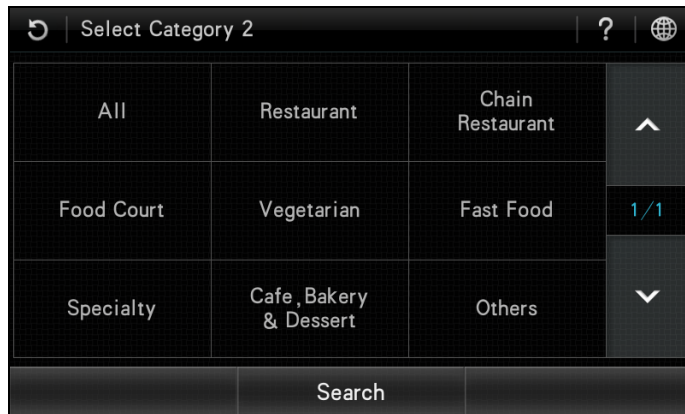 Select Category 2
?
All
Restaurant
Chain
Restaurant
Food Court
Vegetarian
Fast Food
1/1
Specialty
Cafe, Bakery
& Dessert
Others
Search